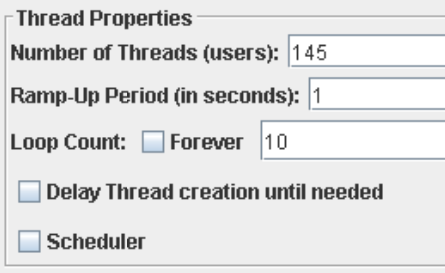 Thread Properties
Number of Threads (users): 145
Ramp-Up Period (in seconds): 1
Loop Count: Forever 10
Delay Thread creation until needed
Scheduler